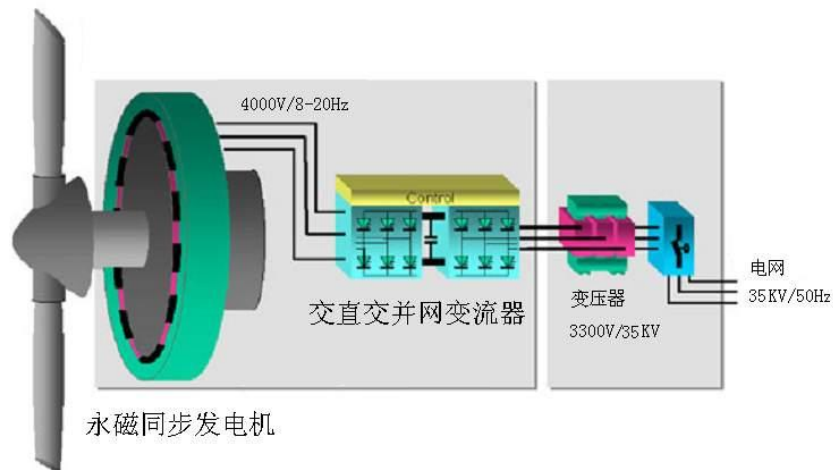 4000V/8-20Hz
Control
交直交并网变流器
变压器
3300V/35KV
电网
35KV/50Hz
永磁同步发电机